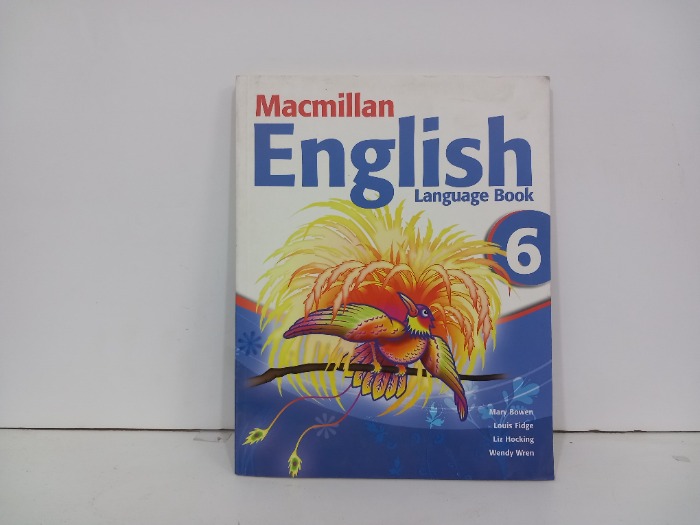 Macmillan
English
Language Book
6
Mary Bowen
Louis Fidge
Liz Hocking
Wendy Wren